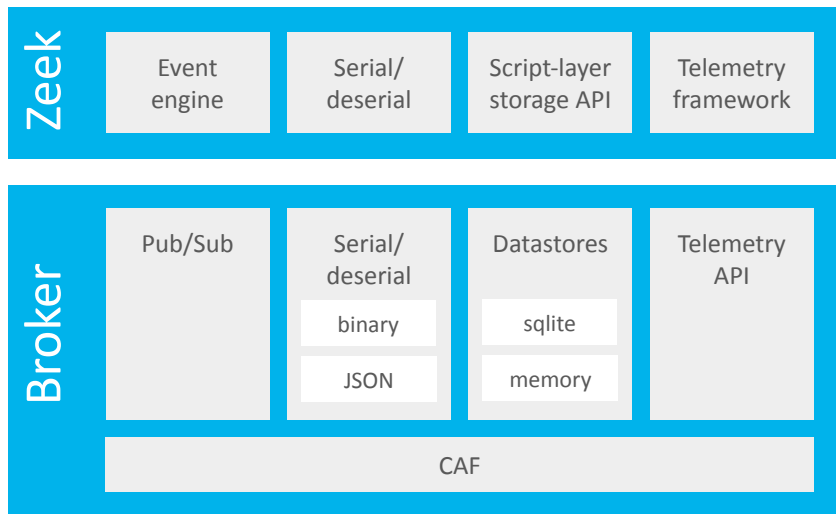 Zeek
Event
engine
Serial/
deserial
Script-layer
storage API
Telemetry
framework
Broker
Pub/Sub
Serial/
deserial
binary
JSON
Datastores
sqlite
memory
Telemetry
API
CAF